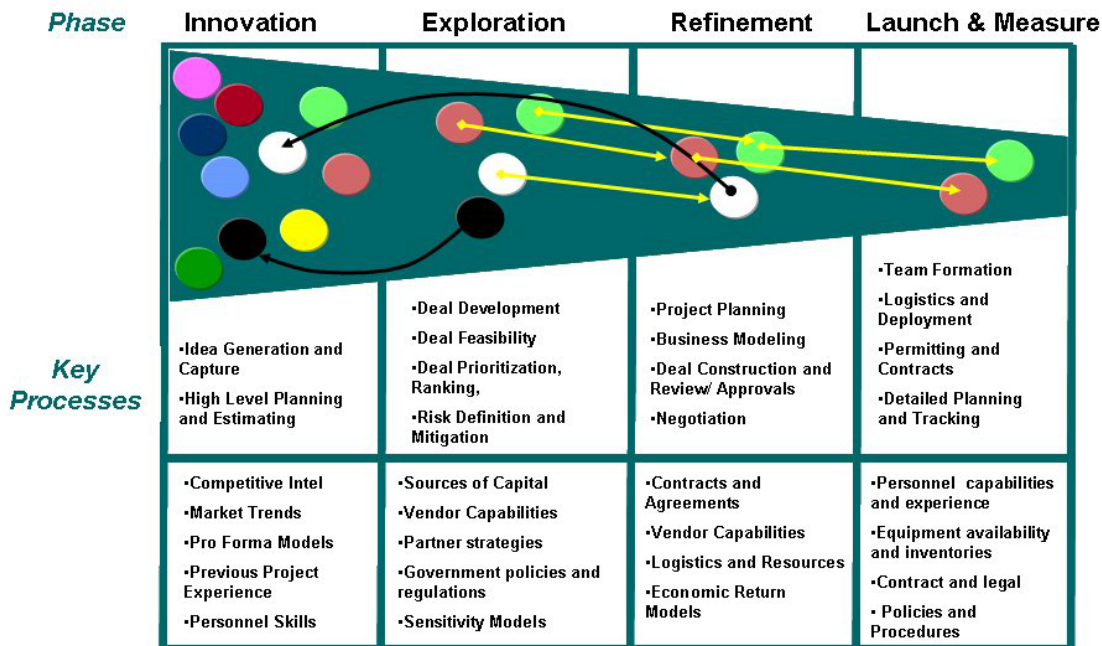 Phase
Innovation
Exploration
Refinement
Launch & Measure
Key
Processes
•Idea Generation and
Capture
•High Level Planning
and Estimating
•Deal Development
•Deal Feasibility
•Deal Prioritization,
Ranking,
•Risk Definition and
Mitigation
•Project Planning
•Business Modeling
•Deal Construction and
Review/ Approvals
•Negotiation
•Team Formation
•Logistics and
Deployment
•Permitting and
Contracts
•Detailed Planning
and Tracking
•Competitive Intel
•Market Trends
•Pro Forma Models
•Previous Project
Experience
•Personnel Skills
•Sources of Capital
•Vendor Capabilities
•Partner strategies
•Government policies and
regulations
•Sensitivity Models
•Contracts and
Agreements
•Vendor Capabilities
•Logistics and Resources
•Economic Return
Models
•Personnel capabilities
and experience
•Equipment availability
and inventories
•Contract and legal
• Policies and
Procedures